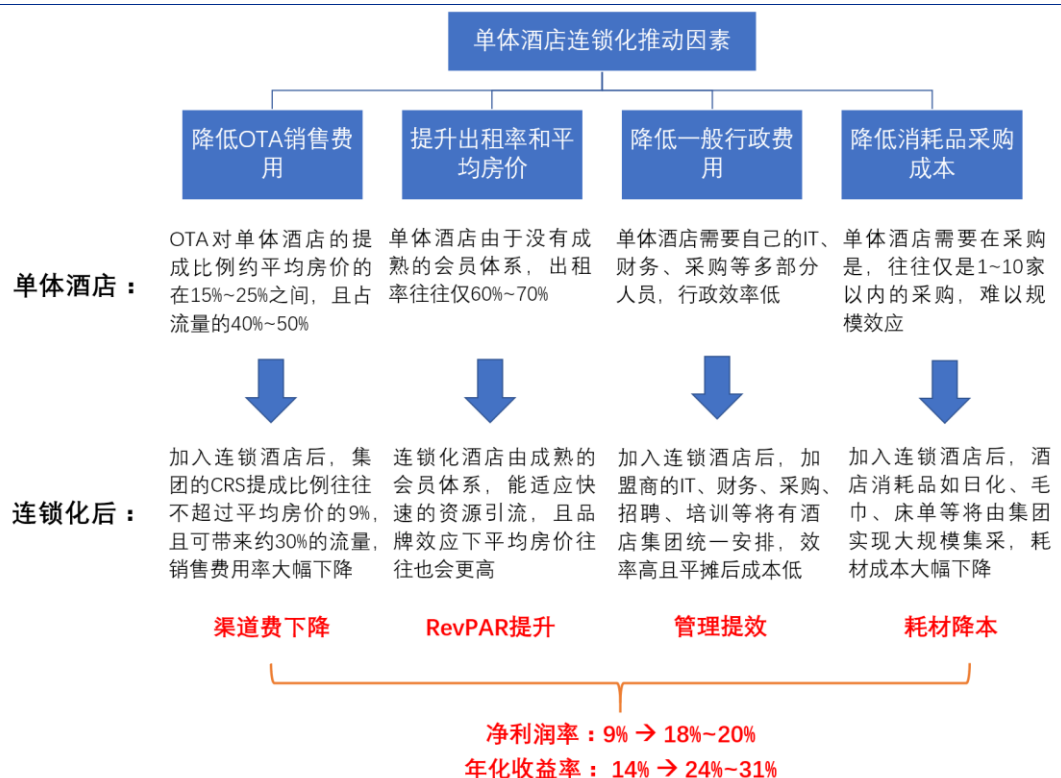 单体酒店连锁化推动因素
降低OTA销售费
用
提升出租率和平
均房价
降低一般行政费
用
降低消耗品采购
成本
单体酒店：
OTA对单体酒店的提
成比例约平均房价的
在15%~25%之间，且占
流量的40%~50%
单体酒店由于没有成
熟的会员体系，出租
率往往仅60%~70%
单体酒店需要自己的IT、
财务、采购等多部分
人员，行政效率低
单体酒店需要在采购
是，往往仅是1~10家
以内的采购，难以规
模效应
连锁化后：
加入连锁酒店后，集
团的CRS提成比例往往
不超过平均房价的9%，
且可带来约30%的流量，
销售费用率大幅下降
连锁化酒店由成熟的
会员体系，能适应快
速的资源引流，且品
牌效应下平均房价往
往也会更高
加入连锁酒店后，加
盟商的IT、财务、采购、
招聘、培训等将有酒
店集团统一安排，效
率高且平摊后成本低
加入连锁酒店后，酒
店消耗品如日化、毛
巾、床单等将由集团
实现大规模集采，耗
材成本大幅下降
渠道费下降
RevPAR提升
管理提效
耗材降本
净利润率：9% → 18%~20%
年化收益率： 14% → 24%~31%